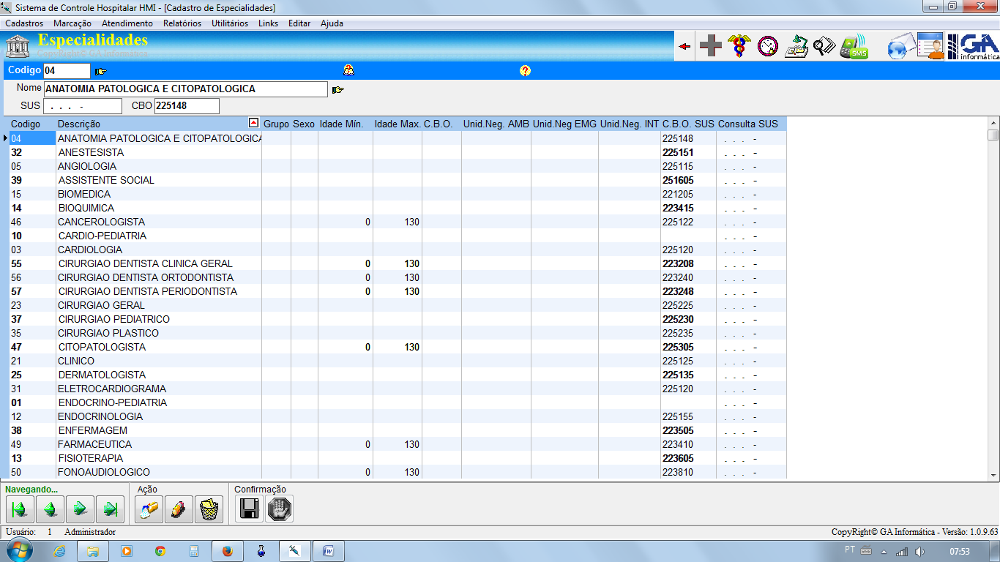 Sistema de Controle Hospitalar HMI - [Cadastro de Especialidades]
Cadastros Marcação Atendimento Relatórios Utilitários Links Editar Ajuda
Especialidades
CopyRight© GA Informática
SMS
GA informática
Codigo 04
Nome ANATOMIA PATOLOGICA E CITOPATOLOGICA
SUS . . . - CBO 225148
Codigo Descrição Grupo Sexo Idade Mín. Idade Max. C.B.O. Unid.Neg. AMB Unid.Neg EMG Unid.Neg. INT C.B.O. SUS Consulta SUS
04 ANATOMIA PATOLOGICA E CITOPATOLOGICA 225148 . . . -
32 ANESTESISTA 225151 . . . -
05 ANGIOLOGIA 225115 . . . -
39 ASSISTENTE SOCIAL 251605 . . . -
15 BIOMEDICA 221205 . . . -
14 BIOQUIMICA 223415 . . . -
46 CANCEROLOGISTA 0 130 225122 . . . -
10 CARDIO-PEDIATRIA . . . -
03 CARDIOLOGIA 225120 . . . -
55 CIRURGIAO DENTISTA CLINICA GERAL 0 130 223208 . . . -
56 CIRURGIAO DENTISTA ORTODONTISTA 0 130 223240 . . . -
57 CIRURGIAO DENTISTA PERIODONTISTA 0 130 223248 . . . -
23 CIRURGIAO GERAL 225225 . . . -
37 CIRURGIAO PEDIATRICO 225230 . . . -
35 CIRURGIAO PLASTICO 225235 . . . -
47 CITOPATOLOGISTA 0 130 225305 . . . -
21 CLINICO 225125 . . . -
25 DERMATOLOGISTA 225135 . . . -
31 ELETROCARDIOGRAMA 225120 . . . -
01 ENDOCRINO-PEDIATRIA . . . -
12 ENDOCRINOLOGIA 225155 . . . -
38 ENFERMAGEM 223505 . . . -
49 FARMACEUTICA 0 130 223410 . . . -
13 FISIOTERAPIA 223605 . . . -
50 FONOAUDIOLOGICO 0 130 223810 . . . -
Navegando... Ação Confirmação
Usuário: 1 Administrador CopyRight© GA Informática - Versão: 1.0.9.63
PT 07:53